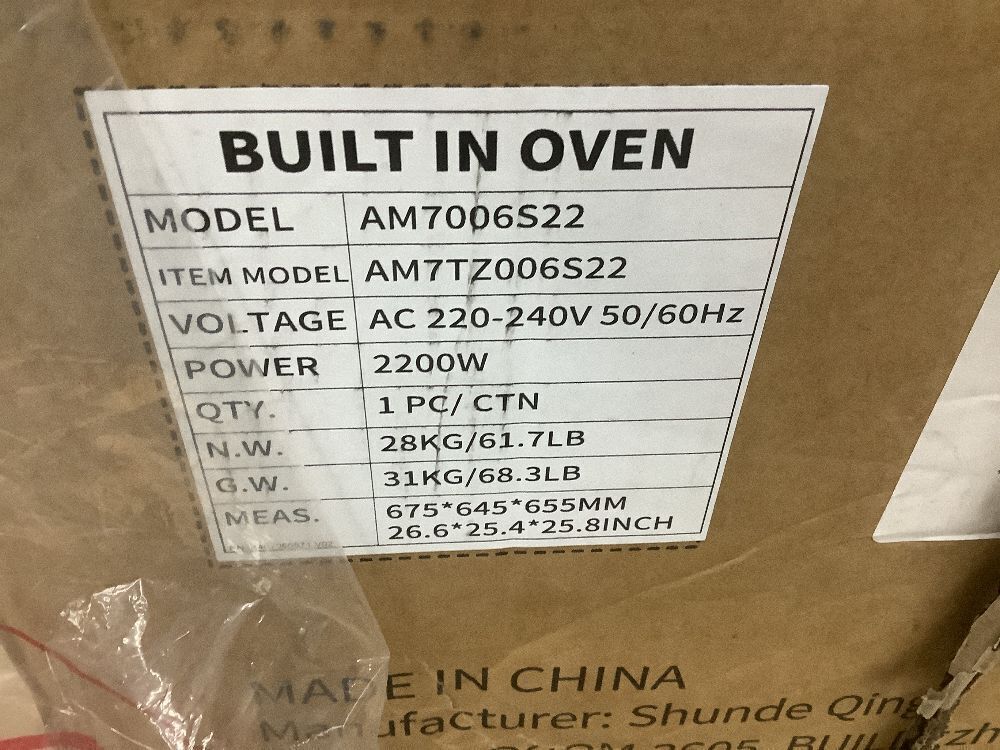 BUILT IN OVEN
MODEL AM7006S22
ITEM MODEL AM7TZ006S22
VOLTAGE AC 220-240V 50/60Hz
POWER 2200W
QTY. 1 PC/ CTN
N.W. 28KG/61.7LB
G.W. 31KG/68.3LB
MEAS. 675*645*655MM
26.6*25.4*25.8INCH
MADE IN CHINA
Manufacturer: Shunde Qing